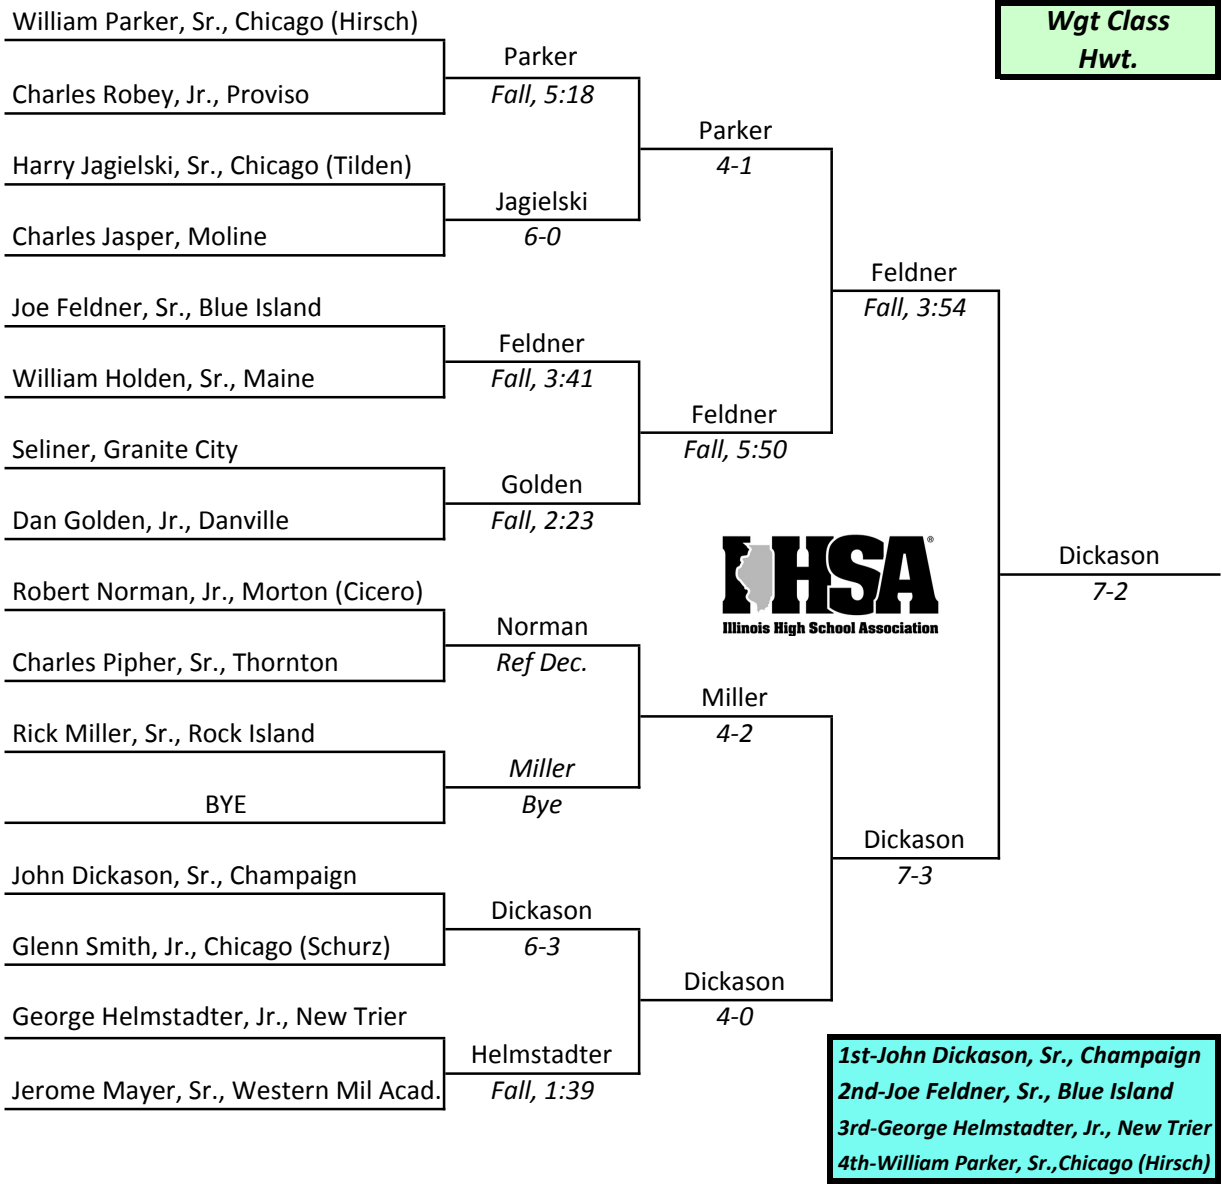 William Parker, Sr., Chicago (Hirsch)
Wgt Class
Hwt.
Parker
Charles Robey, Jr., Proviso
Fall, 5:18
Parker
4-1
Harry Jagielski, Sr., Chicago (Tilden)
Jagielski
6-0
Charles Jasper, Moline
Feldner
Fall, 3:54
Joe Feldner, Sr., Blue Island
Feldner
Fall, 3:41
William Holden, Sr., Maine
Feldner
Fall, 5:50
Seliner, Granite City
Golden
Fall, 2:23
Dan Golden, Jr., Danville
IHSA®
Illinois High School Association
Dickason
7-2
Robert Norman, Jr., Morton (Cicero)
Norman
Ref Dec.
Charles Pipher, Sr., Thornton
Miller
4-2
Rick Miller, Sr., Rock Island
Miller
Bye
BYE
Dickason
7-3
John Dickason, Sr., Champaign
Dickason
6-3
Glenn Smith, Jr., Chicago (Schurz)
Dickason
4-0
George Helmstadter, Jr., New Trier
Helmstadter
Fall, 1:39
Jerome Mayer, Sr., Western Mil Acad.
1st-John Dickason, Sr., Champaign
2nd-Joe Feldner, Sr., Blue Island
3rd-George Helmstadter, Jr., New Trier
4th-William Parker, Sr.,Chicago (Hirsch)